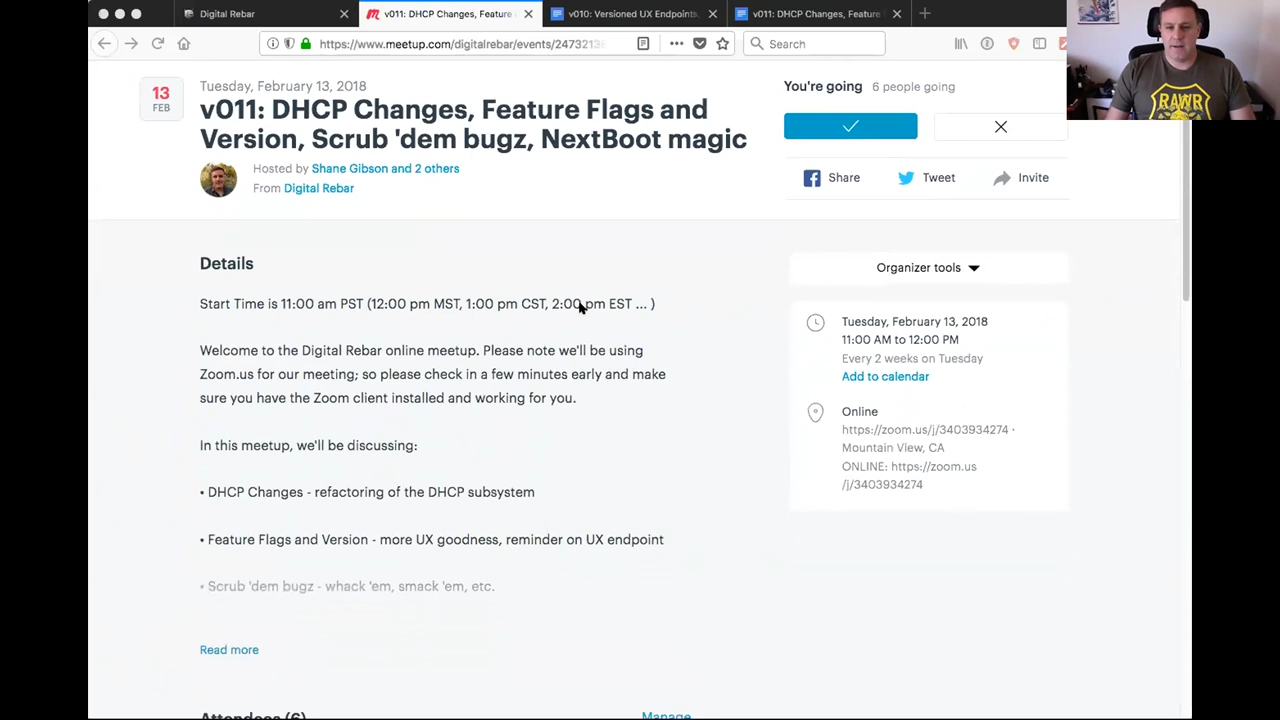 Digital Rebar
v011: DHCP Changes, Feature
v010: Versioned UX Endpoints,
v011: DHCP Changes, Feature
https://www.meetup.com/digitalrebar/events/2473213
Search
13
FEB
Tuesday, February 13, 2018
v011: DHCP Changes, Feature Flags and
Version, Scrub 'dem bugz, NextBoot magic
Hosted by Shane Gibson and 2 others
From Digital Rebar
You're going 6 people going
Share Tweet Invite
RAWR
Details
Start Time is 11:00 am PST (12:00 pm MST, 1:00 pm CST, 2:00 pm EST ... )
Welcome to the Digital Rebar online meetup. Please note we'll be using
Zoom.us for our meeting; so please check in a few minutes early and make
sure you have the Zoom client installed and working for you.
In this meetup, we'll be discussing:
• DHCP Changes - refactoring of the DHCP subsystem
• Feature Flags and Version - more UX goodness, reminder on UX endpoint
• Scrub 'dem bugz - whack 'em, smack 'em, etc.
Read more
Attendees (6)
Manage
Organizer tools
Tuesday, February 13, 2018
11:00 AM to 12:00 PM
Every 2 weeks on Tuesday
Add to calendar
Online
https://zoom.us/j/3403934274 ·
Mountain View, CA
ONLINE: https://zoom.us
/j/3403934274